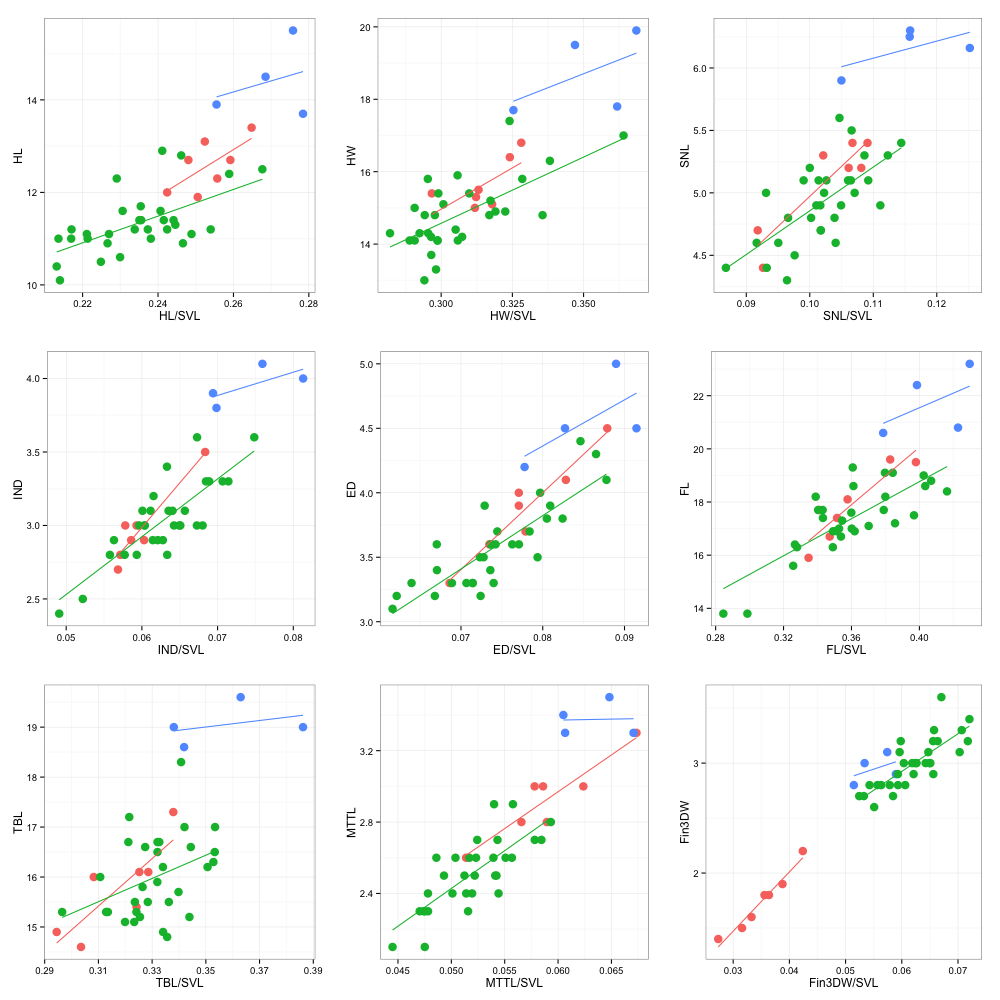 HL
14
12
10
0.22 0.24 0.26 0.28
HL/SVL
HW
20
18
16
14
0.300 0.325 0.350
HW/SVL
SNL
6.0
5.5
5.0
4.5
0.09 0.10 0.11 0.12
SNL/SVL
IND
4.0
3.5
3.0
2.5
0.05 0.06 0.07 0.08
IND/SVL
ED
5.0
4.5
4.0
3.5
3.0
0.07 0.08 0.09
ED/SVL
FL
22
20
18
16
14
0.28 0.32 0.36 0.40
FL/SVL
TBL
19
18
17
16
15
0.29 0.31 0.33 0.35 0.37 0.39
TBL/SVL
MTTL
3.2
2.8
2.4
0.045 0.050 0.055 0.060 0.065
MTTL/SVL
Fin3DW
3
2
0.03 0.04 0.05 0.06 0.07
Fin3DW/SVL